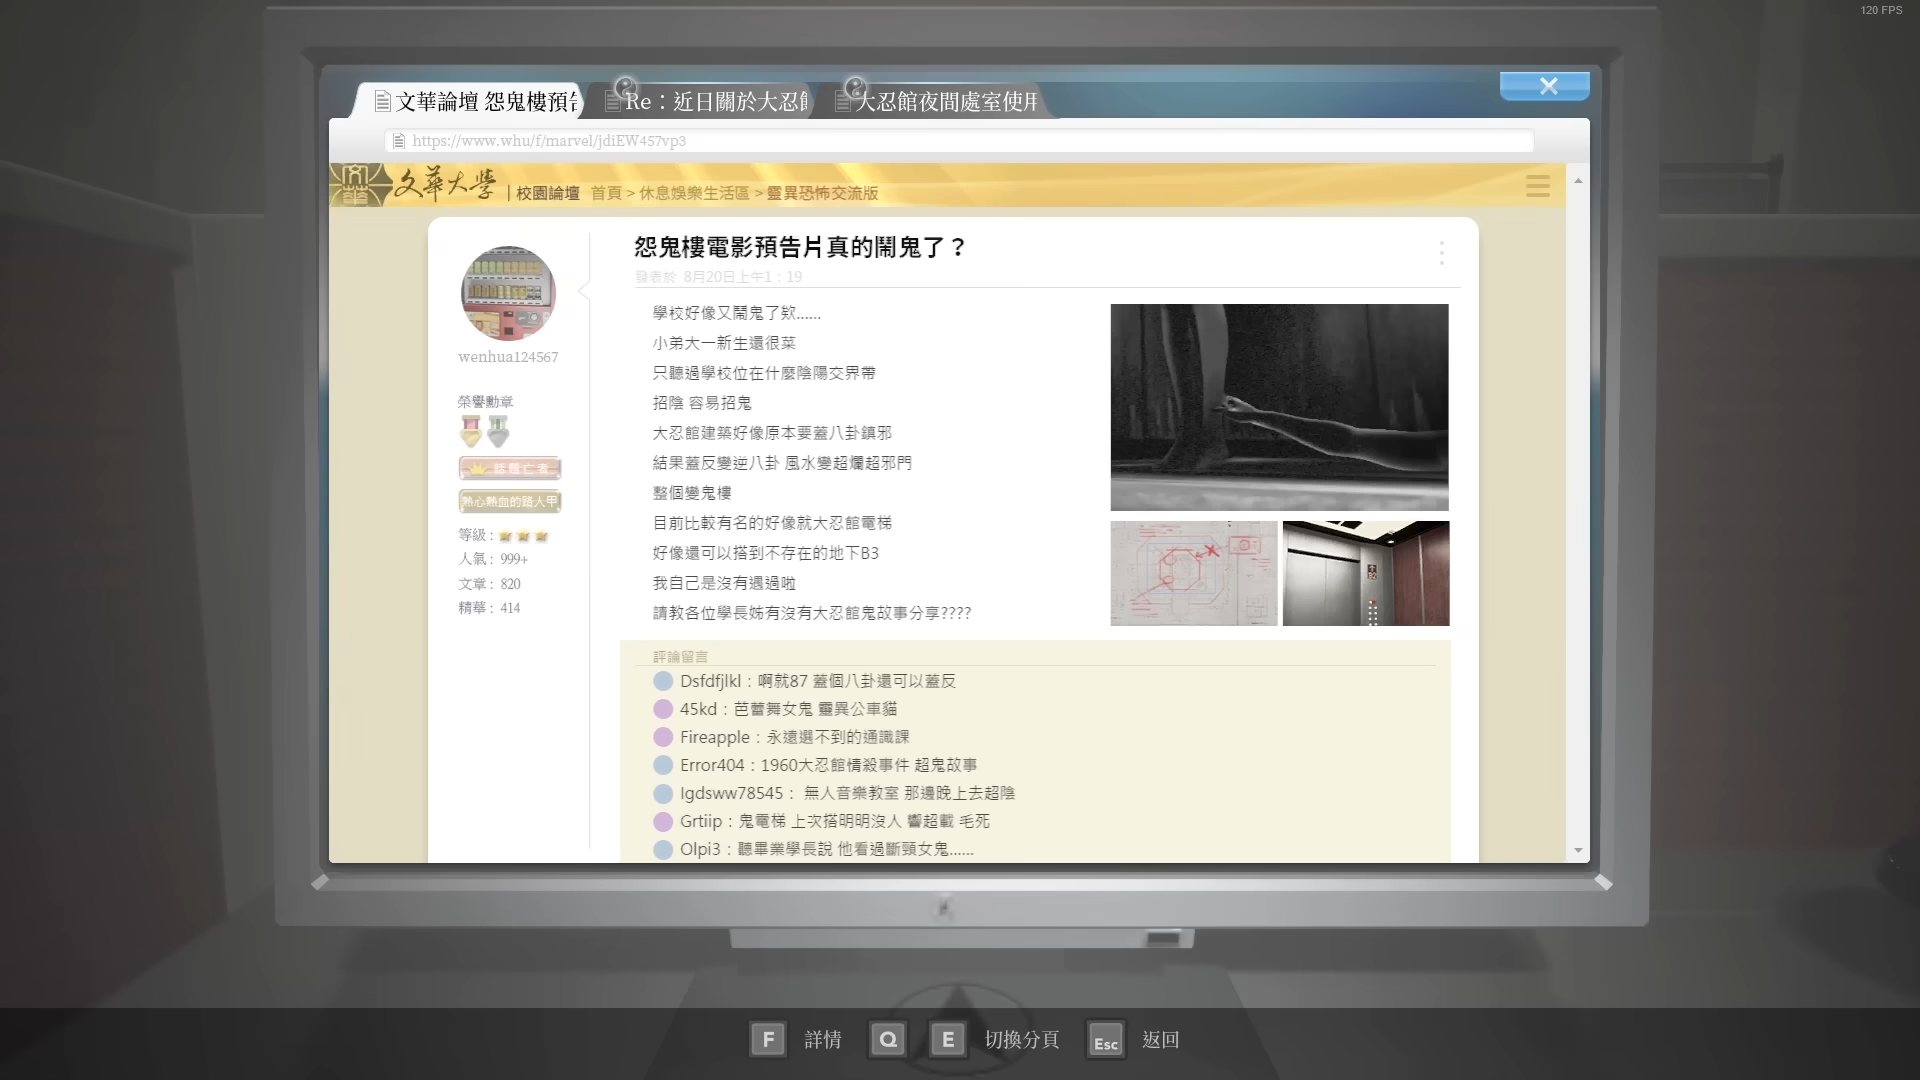 120 FPS
文華論壇 怨鬼樓預告
Re：近日關於大忍館
大忍館夜間處室使用
https://www.whu/f/marvel/jdiEW457vp3
文華大學 | 校園論壇 首頁 > 休息娛樂生活區 > 靈異恐怖交流版
怨鬼樓電影預告片真的鬧鬼了？
發表於 8月20日上午1：19
wenhua124567
榮譽勳章
熱心熱血的路人甲
等級：
人氣：999+
文章：820
精華：414
學校好像又鬧鬼了欸......
小弟大一新生還很菜
只聽過學校位在什麼陰陽交界帶
招陰 容易招鬼
大忍館建築好像原本要蓋八卦鎮邪
結果蓋反變逆八卦 風水變超爛超邪門
整個變鬼樓
目前比較有名的好像就大忍館電梯
好像還可以搭到不存在的地下B3
我自己是沒有遇過啦
請教各位學長姊有沒有大忍館鬼故事分享????
評論留言
Dsfdfjlkl：啊就87 蓋個八卦還可以蓋反
45kd：芭蕾舞女鬼 靈異公車貓
Fireapple：永遠選不到的通識課
Error404：1960大忍館情殺事件 超鬼故事
Igdsww78545： 無人音樂教室 那邊晚上去超陰
Grtiip：鬼電梯 上次搭明明沒人 響超載 毛死
Olpi3：聽畢業學長說 他看過斷頸女鬼......
F 詳情 Q E 切換分頁 Esc 返回